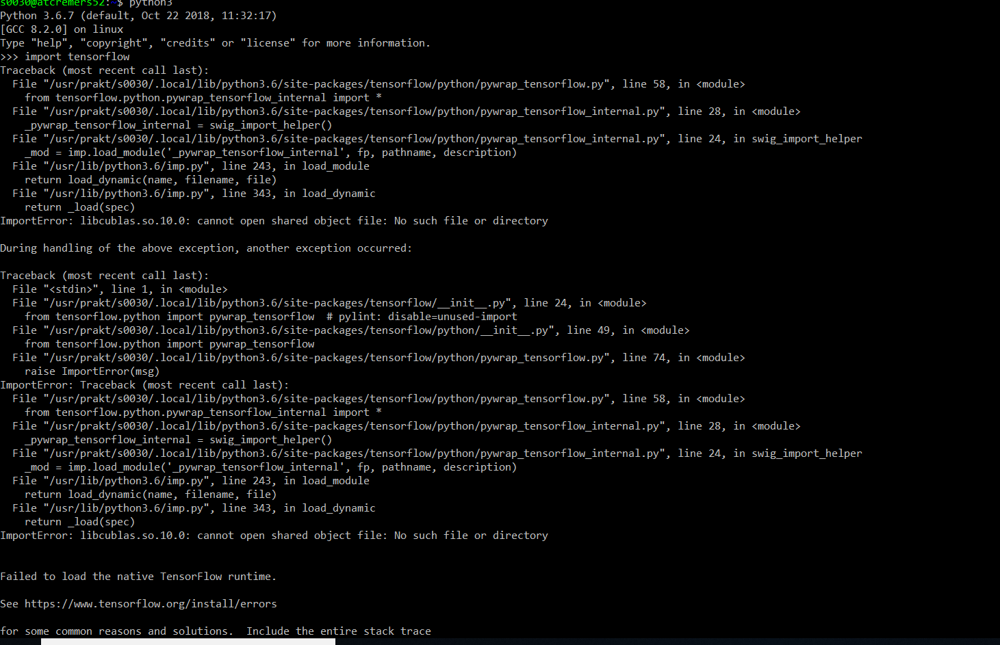 s0030@atcremers52:~$ python3
Python 3.6.7 (default, Oct 22 2018, 11:32:17)
[GCC 8.2.0] on linux
Type "help", "copyright", "credits" or "license" for more information.
>>> import tensorflow
Traceback (most recent call last):
  File "/usr/prakt/s0030/.local/lib/python3.6/site-packages/tensorflow/python/pywrap_tensorflow.py", line 58, in <module>
    from tensorflow.python.pywrap_tensorflow_internal import *
  File "/usr/prakt/s0030/.local/lib/python3.6/site-packages/tensorflow/python/pywrap_tensorflow_internal.py", line 28, in <module>
    _pywrap_tensorflow_internal = swig_import_helper()
  File "/usr/prakt/s0030/.local/lib/python3.6/site-packages/tensorflow/python/pywrap_tensorflow_internal.py", line 24, in swig_import_helper
    _mod = imp.load_module('_pywrap_tensorflow_internal', fp, pathname, description)
  File "/usr/lib/python3.6/imp.py", line 243, in load_module
    return load_dynamic(name, filename, file)
  File "/usr/lib/python3.6/imp.py", line 343, in load_dynamic
    return _load(spec)
ImportError: libcublas.so.10.0: cannot open shared object file: No such file or directory

During handling of the above exception, another exception occurred:

Traceback (most recent call last):
  File "<stdin>", line 1, in <module>
  File "/usr/prakt/s0030/.local/lib/python3.6/site-packages/tensorflow/__init__.py", line 24, in <module>
    from tensorflow.python import pywrap_tensorflow  # pylint: disable=unused-import
  File "/usr/prakt/s0030/.local/lib/python3.6/site-packages/tensorflow/python/__init__.py", line 49, in <module>
    from tensorflow.python import pywrap_tensorflow
  File "/usr/prakt/s0030/.local/lib/python3.6/site-packages/tensorflow/python/pywrap_tensorflow.py", line 74, in <module>
    raise ImportError(msg)
ImportError: Traceback (most recent call last):
  File "/usr/prakt/s0030/.local/lib/python3.6/site-packages/tensorflow/python/pywrap_tensorflow.py", line 58, in <module>
    from tensorflow.python.pywrap_tensorflow_internal import *
  File "/usr/prakt/s0030/.local/lib/python3.6/site-packages/tensorflow/python/pywrap_tensorflow_internal.py", line 28, in <module>
    _pywrap_tensorflow_internal = swig_import_helper()
  File "/usr/prakt/s0030/.local/lib/python3.6/site-packages/tensorflow/python/pywrap_tensorflow_internal.py", line 24, in swig_import_helper
    _mod = imp.load_module('_pywrap_tensorflow_internal', fp, pathname, description)
  File "/usr/lib/python3.6/imp.py", line 243, in load_module
    return load_dynamic(name, filename, file)
  File "/usr/lib/python3.6/imp.py", line 343, in load_dynamic
    return _load(spec)
ImportError: libcublas.so.10.0: cannot open shared object file: No such file or directory


Failed to load the native TensorFlow runtime.

See https://www.tensorflow.org/install/errors

for some common reasons and solutions.  Include the entire stack trace